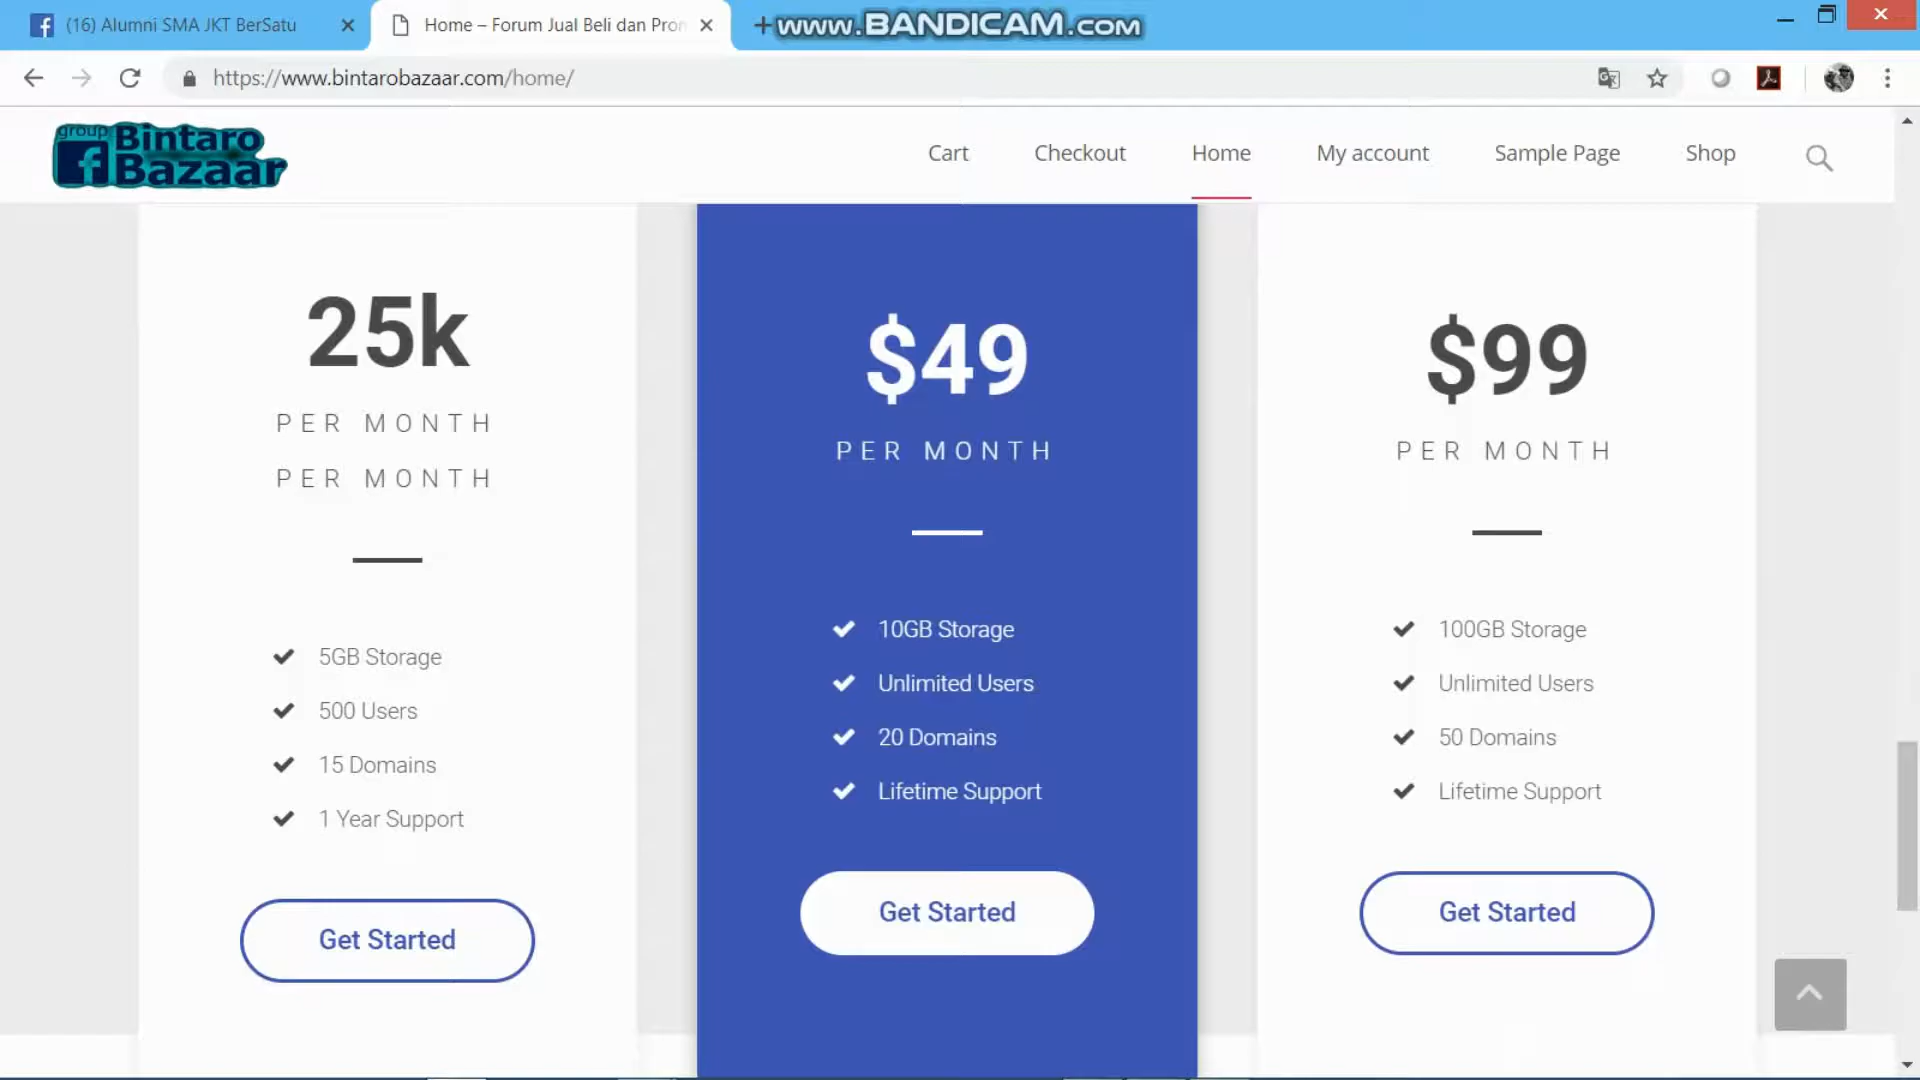 (16) Alumni SMA JKT BerSatu
Home – Forum Jual Beli dan Pron
www.BANDICAM.com
https://www.bintarobazaar.com/home/
group Bintaro
f Bazaar
Cart
Checkout
Home
My account
Sample Page
Shop
25k
PER MONTH
PER MONTH
5GB Storage
500 Users
15 Domains
1 Year Support
Get Started
$49
PER MONTH
10GB Storage
Unlimited Users
20 Domains
Lifetime Support
Get Started
$99
PER MONTH
100GB Storage
Unlimited Users
50 Domains
Lifetime Support
Get Started